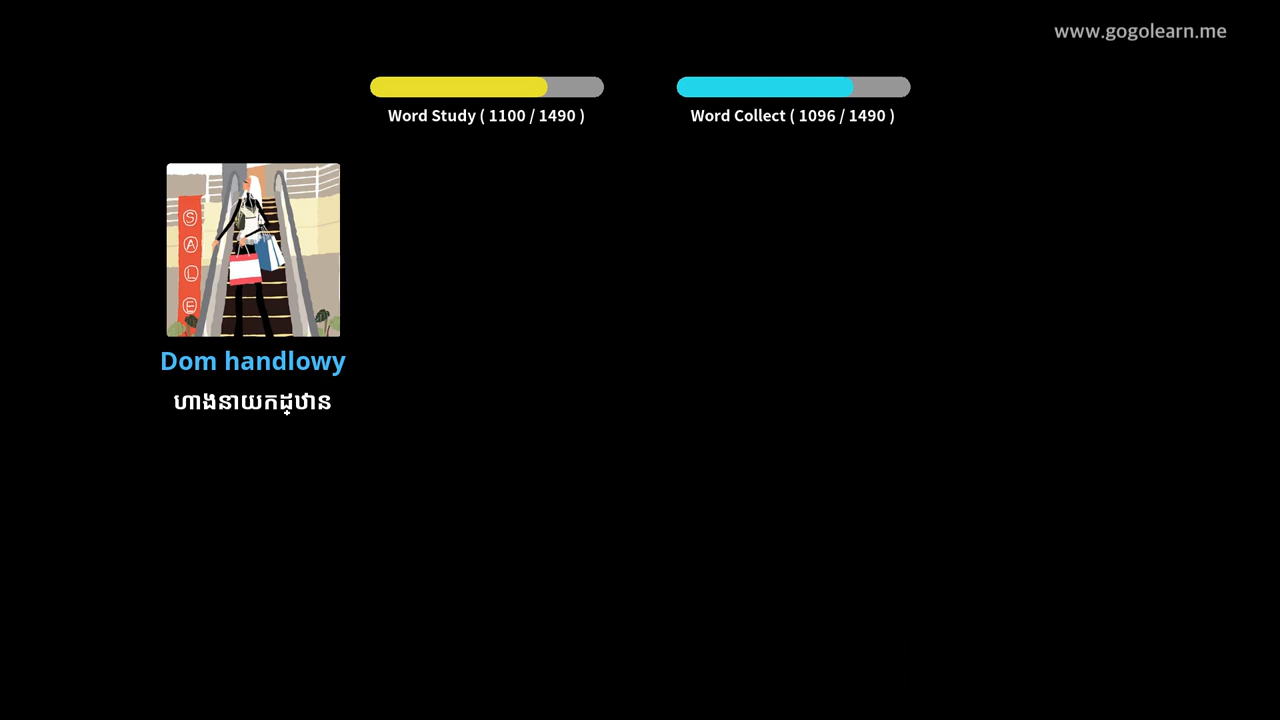 www.gogolearn.me
Word Study ( 1100 / 1490 )
Word Collect ( 1096 / 1490 )
S
A
L
E
Dom handlowy
ហាងនាយកដ្ឋាន